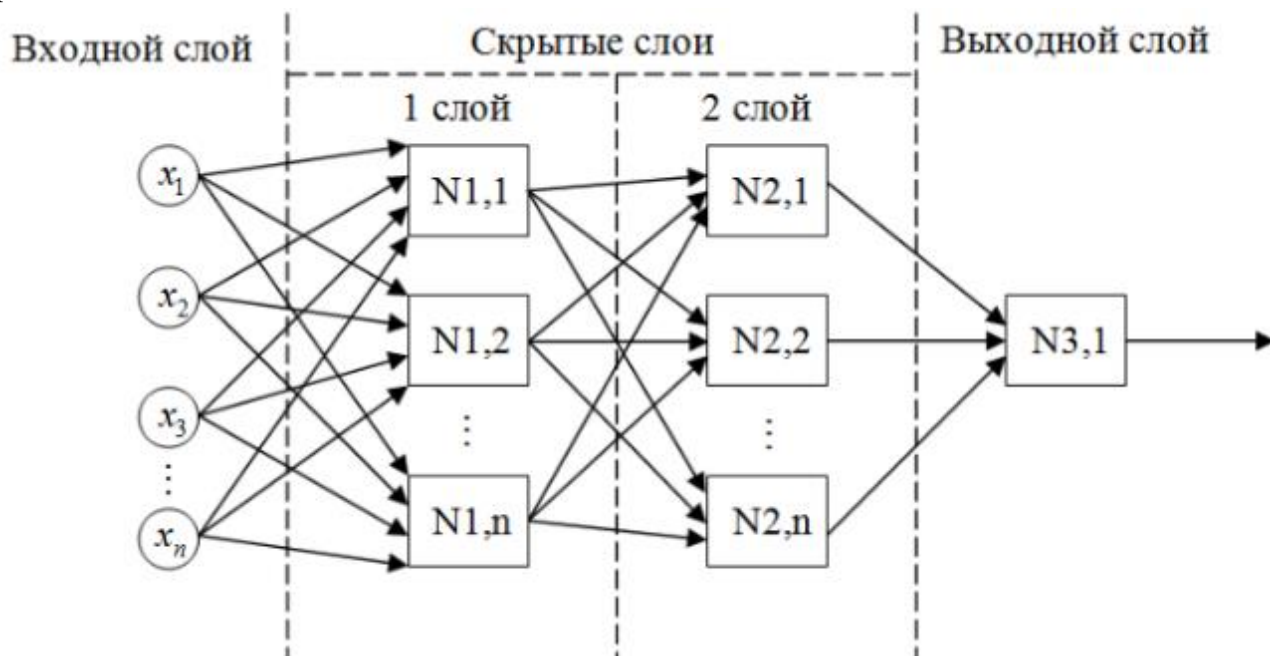 Входной слой
Скрытые слои
Выходной слой
1 слой
2 слой
x1
N1,1
N2,1
x2
N1,2
N2,2
N3,1
x3
⋮
⋮
⋮
xn
N1,n
N2,n